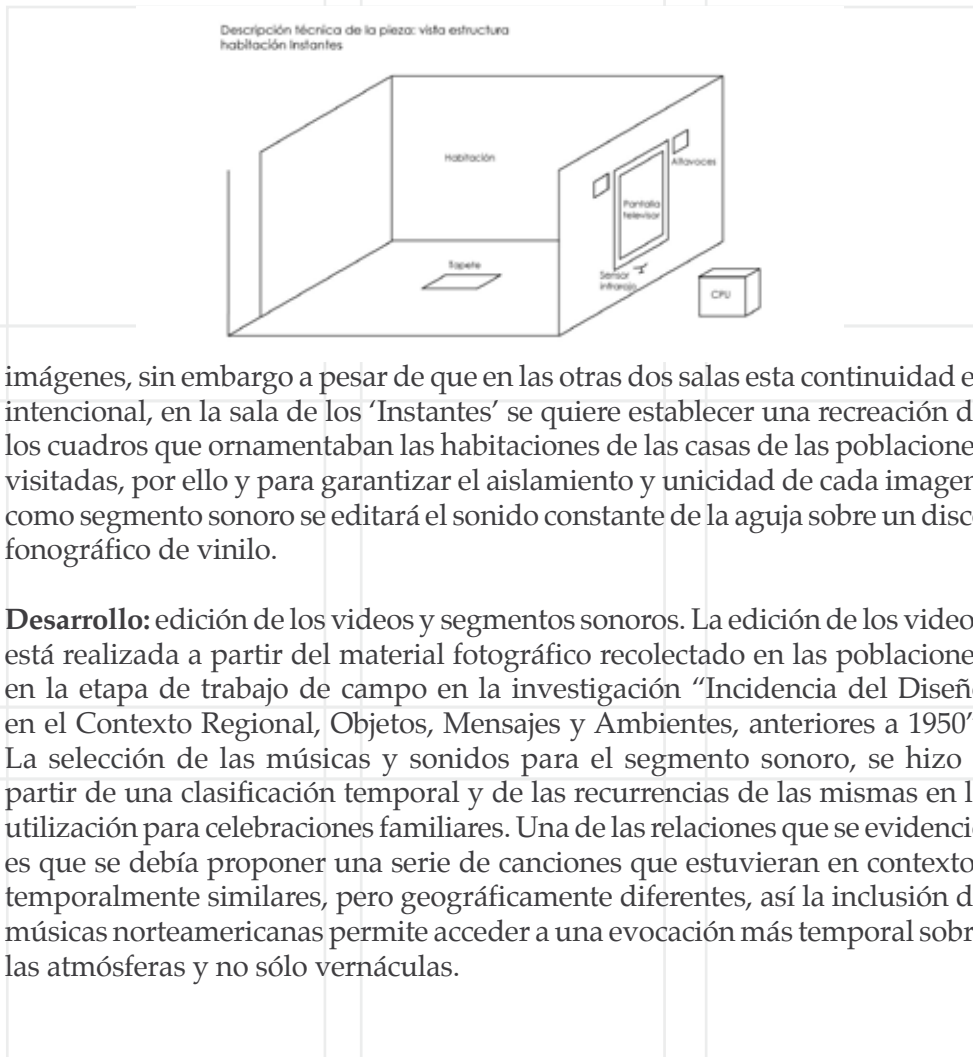 Descripción técnica de la pieza: vista estructura
habitación Instantes
Habitación
Altavoces
Pantalla
televisor
Tapete
Sensor
infrarojo
CPU
imágenes, sin embargo a pesar de que en las otras dos salas esta continuidad e
intencional, en la sala de los ‘Instantes’ se quiere establecer una recreación d
los cuadros que ornamentaban las habitaciones de las casas de las poblacione
visitadas, por ello y para garantizar el aislamiento y unicidad de cada imagen
como segmento sonoro se editará el sonido constante de la aguja sobre un disc
fonográfico de vinilo.
Desarrollo: edición de los videos y segmentos sonoros. La edición de los video
está realizada a partir del material fotográfico recolectado en las poblacione
en la etapa de trabajo de campo en la investigación “Incidencia del Diseñ
en el Contexto Regional, Objetos, Mensajes y Ambientes, anteriores a 1950”
La selección de las músicas y sonidos para el segmento sonoro, se hizo
partir de una clasificación temporal y de las recurrencias de las mismas en l
utilización para celebraciones familiares. Una de las relaciones que se evidenci
es que se debía proponer una serie de canciones que estuvieran en contexto
temporalmente similares, pero geográficamente diferentes, así la inclusión d
músicas norteamericanas permite acceder a una evocación más temporal sobr
las atmósferas y no sólo vernáculas.